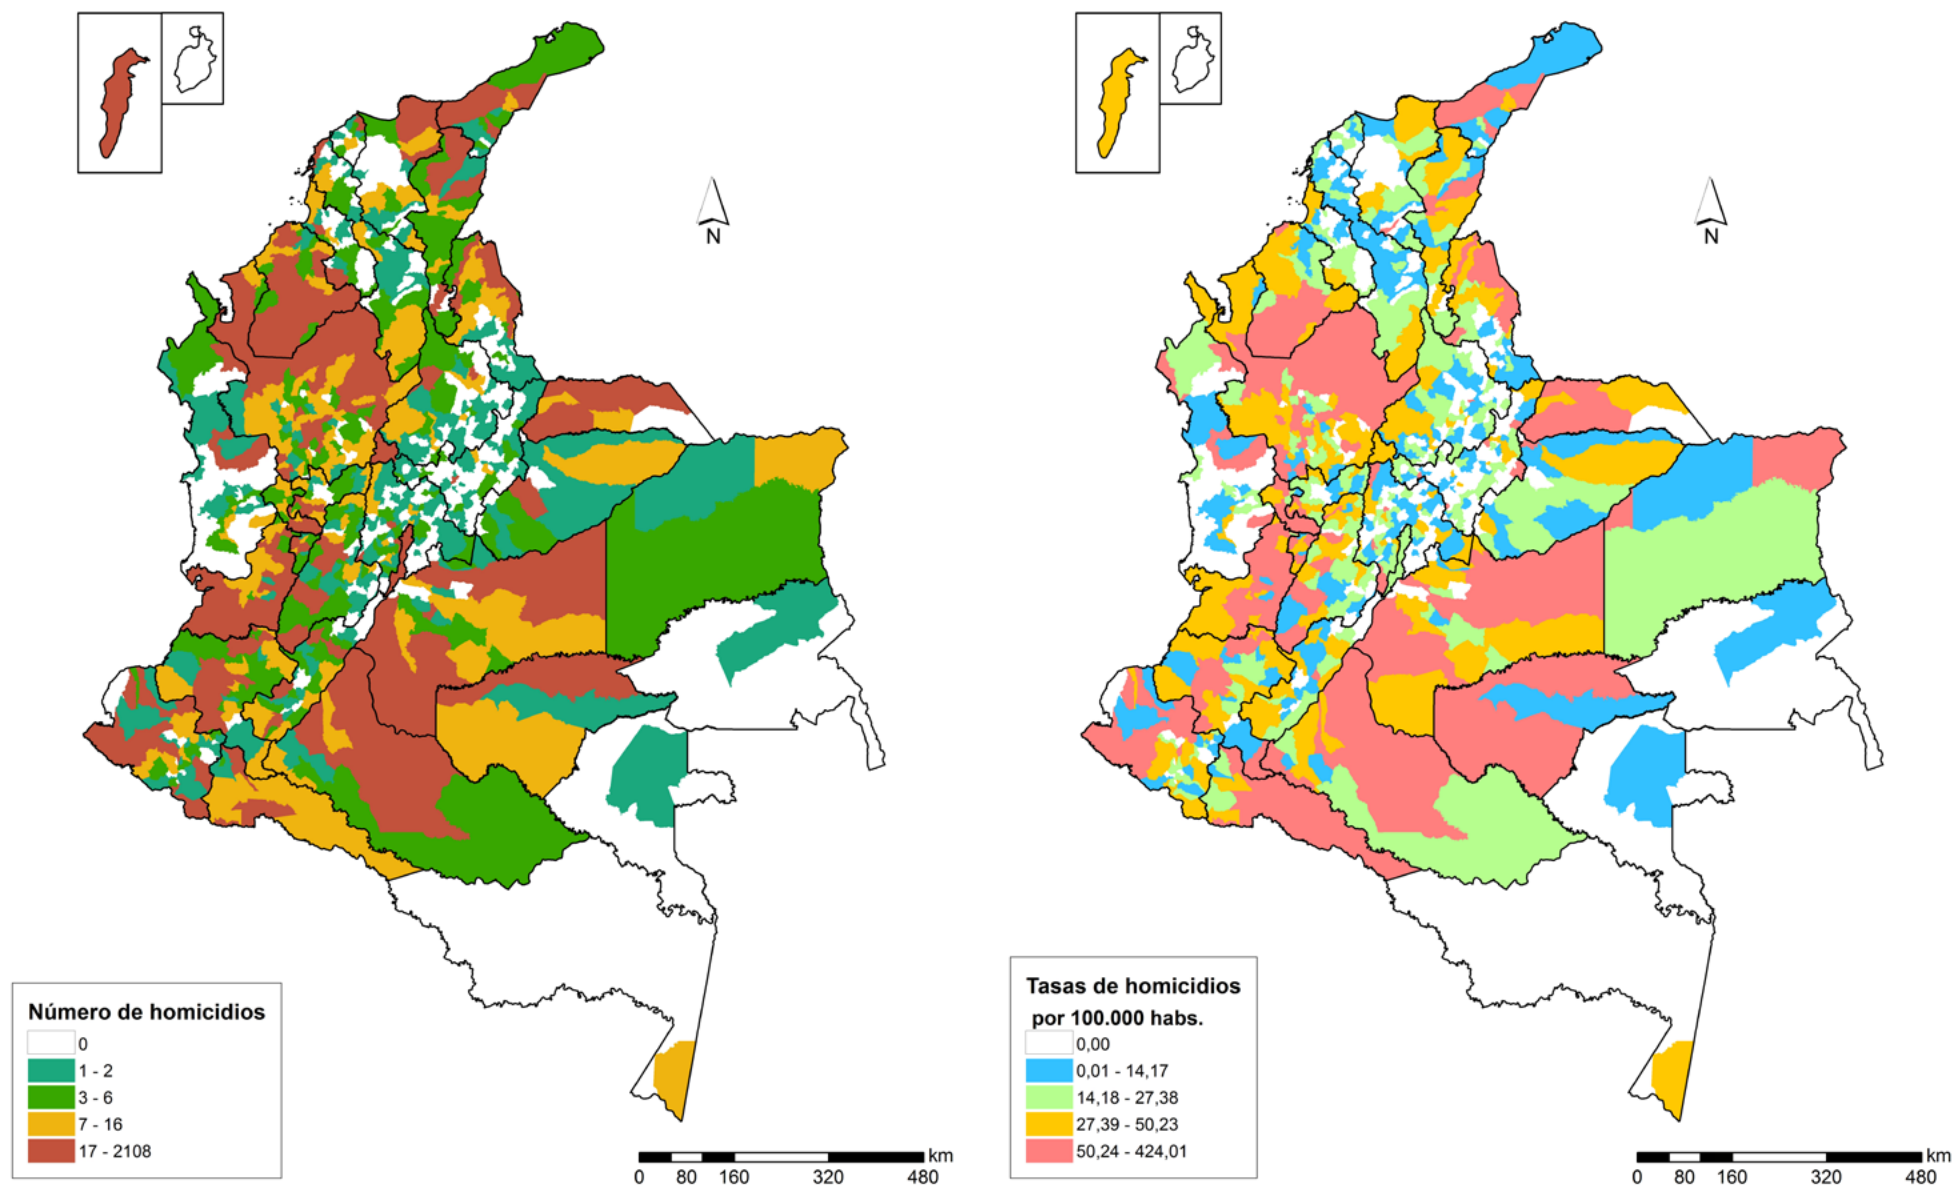 N
Número de homicidios
0
1 - 2
3 - 6
7 - 16
17 - 2108
km
0 80 160 320 480
N
Tasas de homicidios
por 100.000 habs.
0,00
0,01 - 14,17
14,18 - 27,38
27,39 - 50,23
50,24 - 424,01
km
0 80 160 320 480